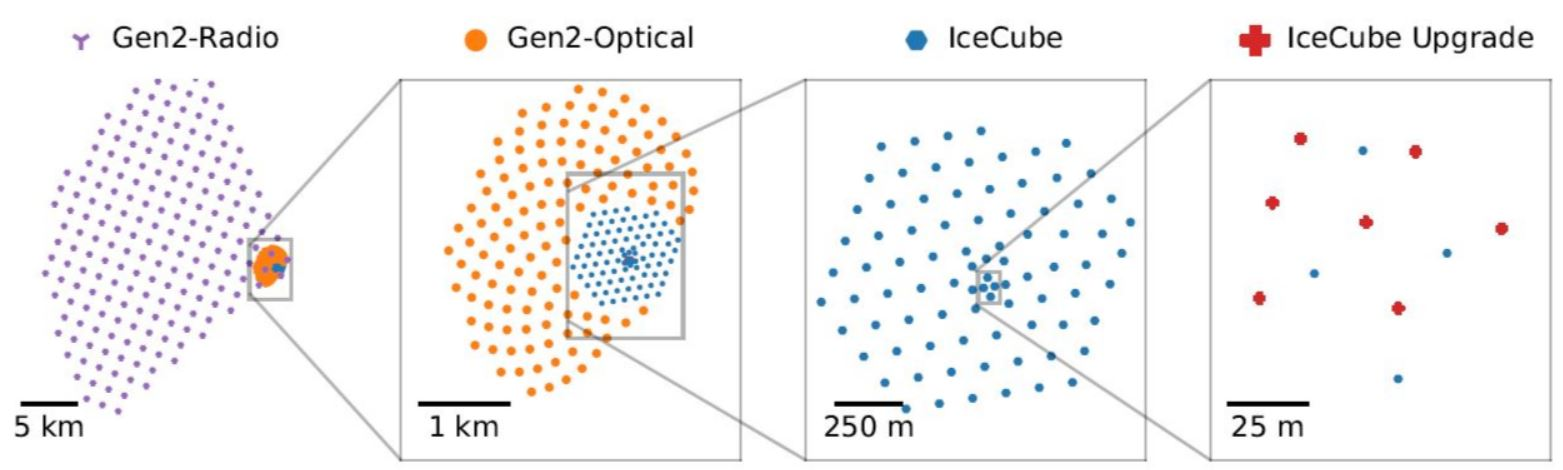 Gen2-Radio
Gen2-Optical
IceCube
IceCube Upgrade
5 km
1 km
250 m
25 m